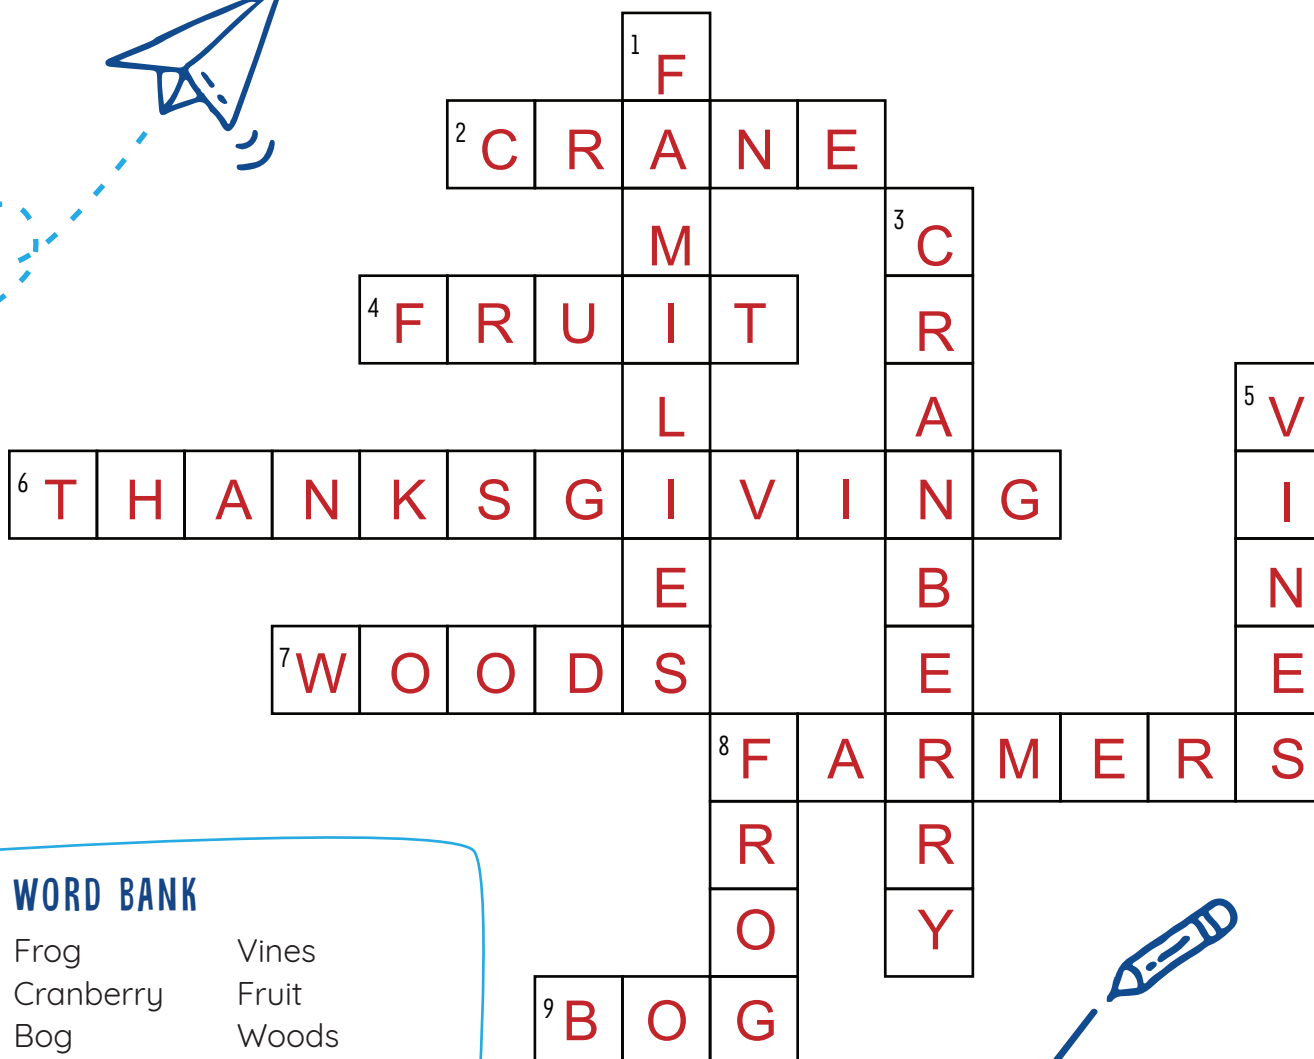 1 F
2 C R A N E
M 3 C
4 F R U I T R
L A 5 V
6 T H A N K S G I V I N G I
E B N
7 W O O D S E E
8 F A R M E R S
R R
WORD BANK
O Y
Frog Vines
Cranberry Fruit
9 B O G
Bog Woods